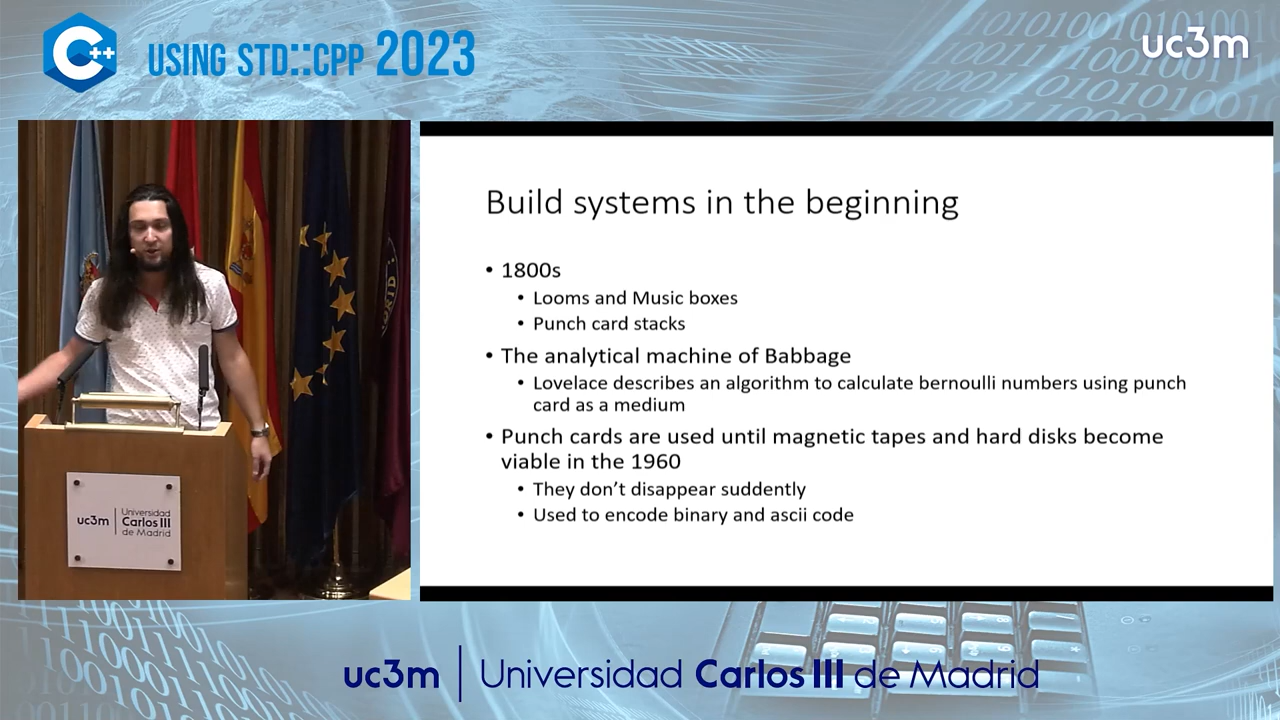 C++
USING STD::CPP 2023
uc3m
Build systems in the beginning
• 1800s
• Looms and Music boxes
• Punch card stacks
• The analytical machine of Babbage
• Lovelace describes an algorithm to calculate bernoulli numbers using punch
card as a medium
• Punch cards are used until magnetic tapes and hard disks become
viable in the 1960
• They don't disappear suddently
• Used to encode binary and ascii code
uc3m
Universidad
Carlos III
de Madrid
uc3m | Universidad Carlos III de Madrid